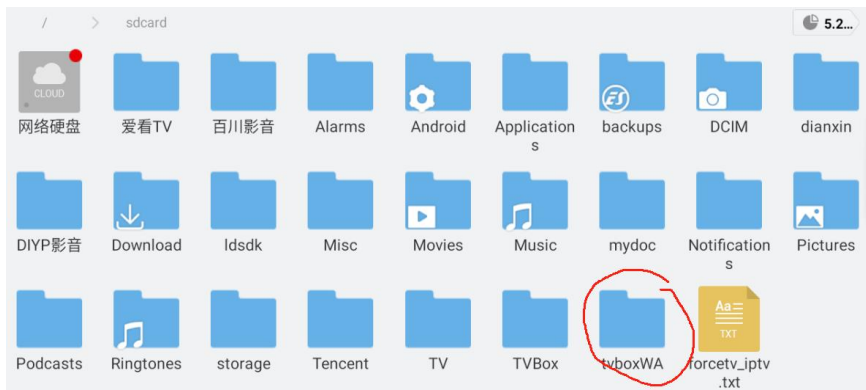 / > sdcard
5.2...
CLOUD
网络硬盘
爱看TV
百川影音
Alarms
Android
Application
s
backups
DCIM
dianxin
DIYP影音
Download
ldsdk
Misc
Movies
Music
mydoc
Notification
s
Pictures
Podcasts
Ringtones
storage
Tencent
TV
TVBox
tvboxWA
Aa
TXT
forcetv_iptv
.txt